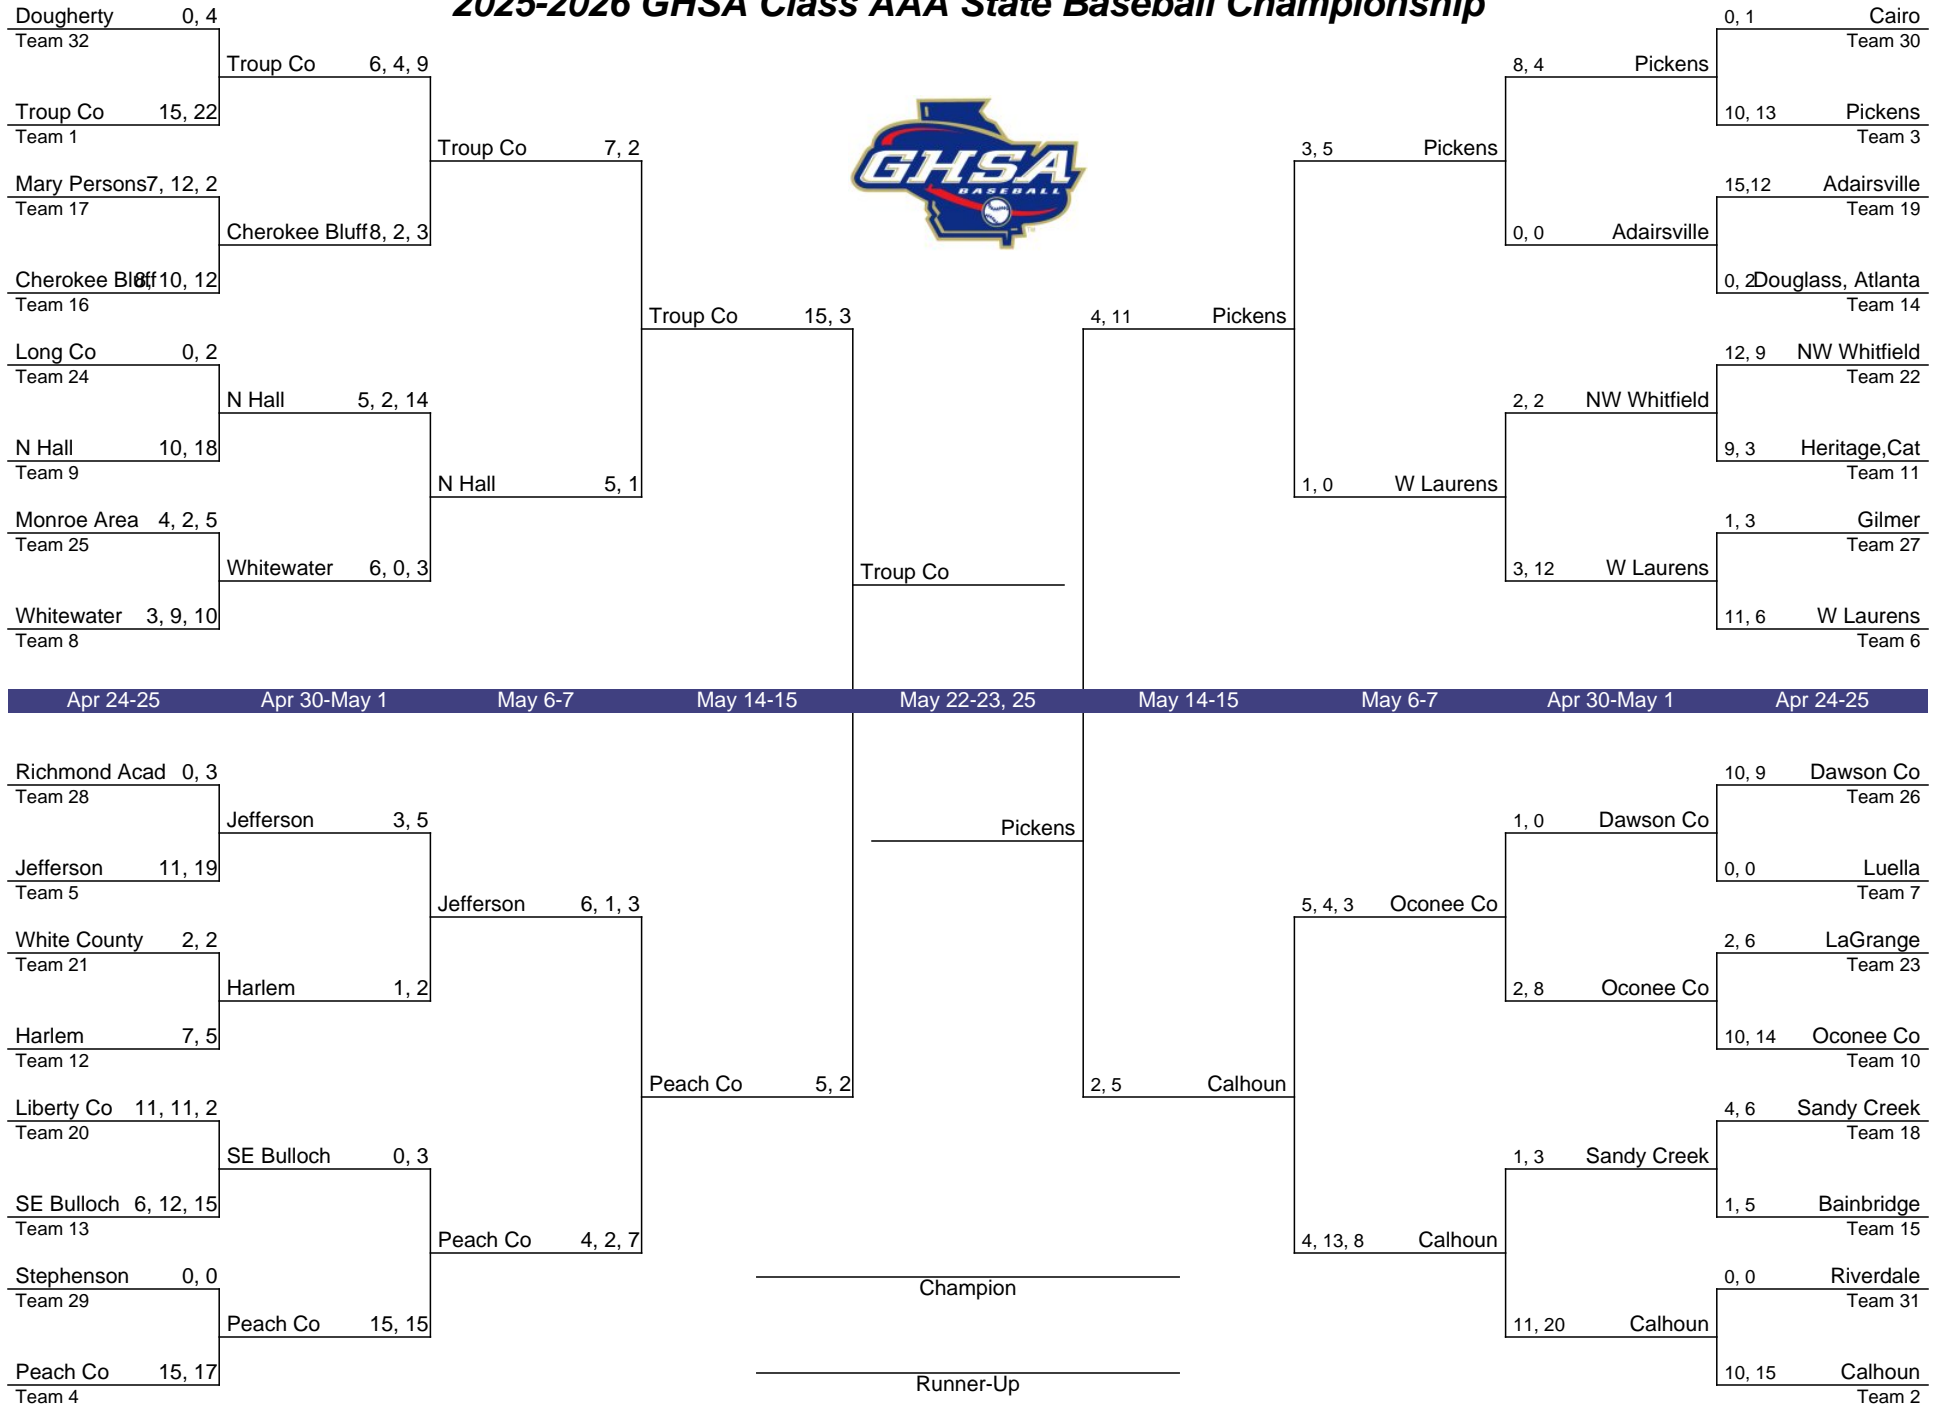 2025-2026 GHSA Class AAA State Baseball Championship
Dougherty 0, 4
Team 32
Troup Co 15, 22
Team 1
Mary Persons 7, 12, 2
Team 17
Cherokee Bluff 8, 10, 12
Team 16
Long Co 0, 2
Team 24
N Hall 10, 18
Team 9
Monroe Area 4, 2, 5
Team 25
Whitewater 3, 9, 10
Team 8
Troup Co 6, 4, 9
Cherokee Bluff 8, 2, 3
N Hall 5, 2, 14
Whitewater 6, 0, 3
Troup Co 7, 2
N Hall 5, 1
Troup Co 15, 3
Troup Co
GHSA
BASEBALL
4, 11 Pickens
3, 5 Pickens
1, 0 W Laurens
8, 4 Pickens
0, 0 Adairsville
2, 2 NW Whitfield
3, 12 W Laurens
0, 1 Cairo
Team 30
10, 13 Pickens
Team 3
15,12 Adairsville
Team 19
0, 2 Douglass, Atlanta
Team 14
12, 9 NW Whitfield
Team 22
9, 3 Heritage,Cat
Team 11
1, 3 Gilmer
Team 27
11, 6 W Laurens
Team 6
Apr 24-25 Apr 30-May 1 May 6-7 May 14-15 May 22-23, 25 May 14-15 May 6-7 Apr 30-May 1 Apr 24-25
Richmond Acad 0, 3
Team 28
Jefferson 11, 19
Team 5
White County 2, 2
Team 21
Harlem 7, 5
Team 12
Liberty Co 11, 11, 2
Team 20
SE Bulloch 6, 12, 15
Team 13
Stephenson 0, 0
Team 29
Peach Co 15, 17
Team 4
Jefferson 3, 5
Harlem 1, 2
SE Bulloch 0, 3
Peach Co 15, 15
Jefferson 6, 1, 3
Peach Co 4, 2, 7
Peach Co 5, 2
Pickens
Champion
Runner-Up
2, 5 Calhoun
5, 4, 3 Oconee Co
4, 13, 8 Calhoun
1, 0 Dawson Co
2, 8 Oconee Co
1, 3 Sandy Creek
11, 20 Calhoun
10, 9 Dawson Co
Team 26
0, 0 Luella
Team 7
2, 6 LaGrange
Team 23
10, 14 Oconee Co
Team 10
4, 6 Sandy Creek
Team 18
1, 5 Bainbridge
Team 15
0, 0 Riverdale
Team 31
10, 15 Calhoun
Team 2